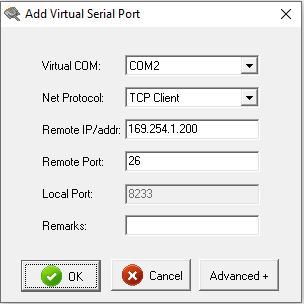 Add Virtual Serial Port
Virtual COM: COM2
Net Protocol: TCP Client
Remote IP/addr: 169.254.1.200
Remote Port: 26
Local Port: 8233
Remarks:
OK Cancel Advanced +